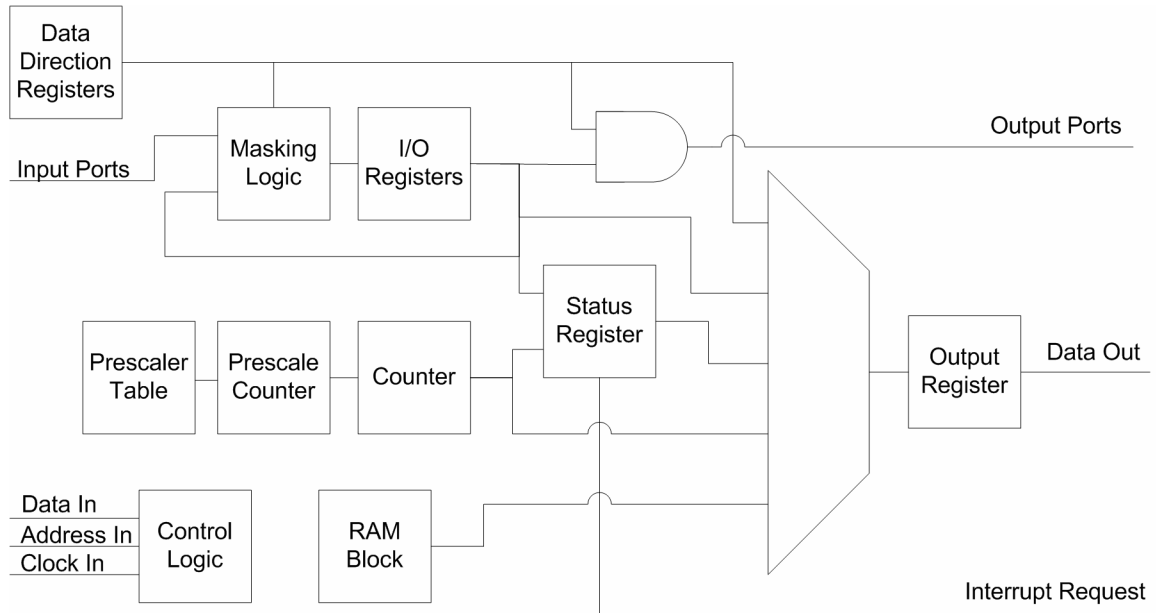 Data
Direction
Registers
Input Ports
Masking
Logic
I/O
Registers
Output Ports
Status
Register
Prescaler
Table
Prescale
Counter
Counter
Output
Register
Data Out
Data In
Address In
Clock In
Control
Logic
RAM
Block
Interrupt Request